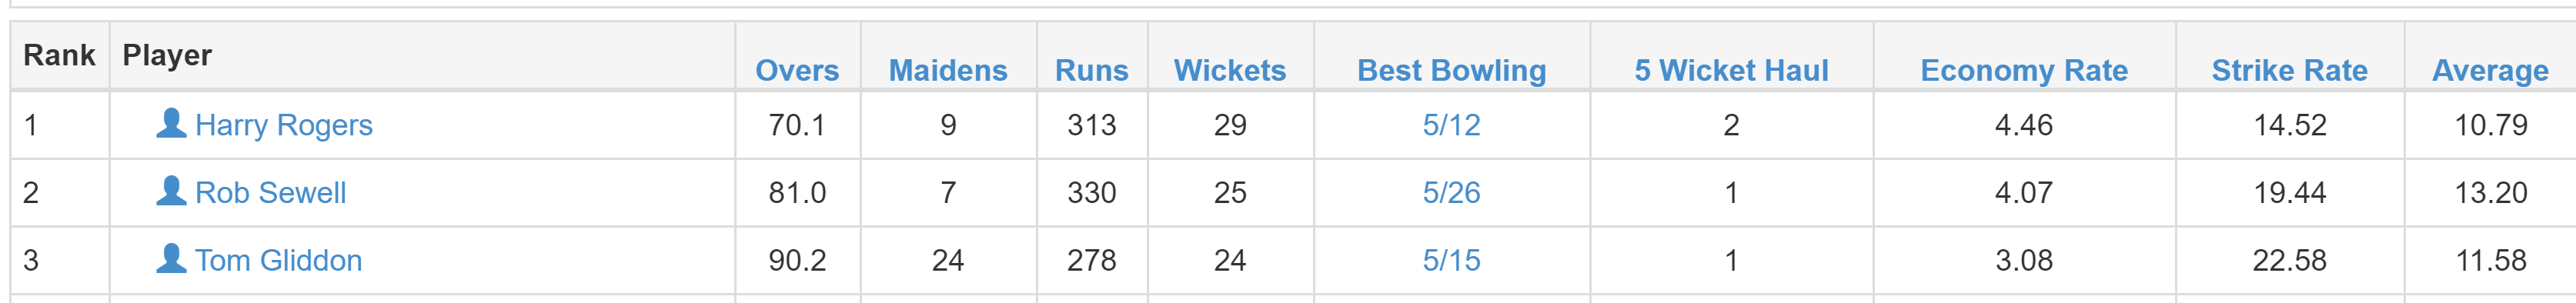 Rank Player Overs Maidens Runs Wickets Best Bowling 5 Wicket Haul Economy Rate Strike Rate Average
1 Harry Rogers 70.1 9 313 29 5/12 2 4.46 14.52 10.79
2 Rob Sewell 81.0 7 330 25 5/26 1 4.07 19.44 13.20
3 Tom Gliddon 90.2 24 278 24 5/15 1 3.08 22.58 11.58